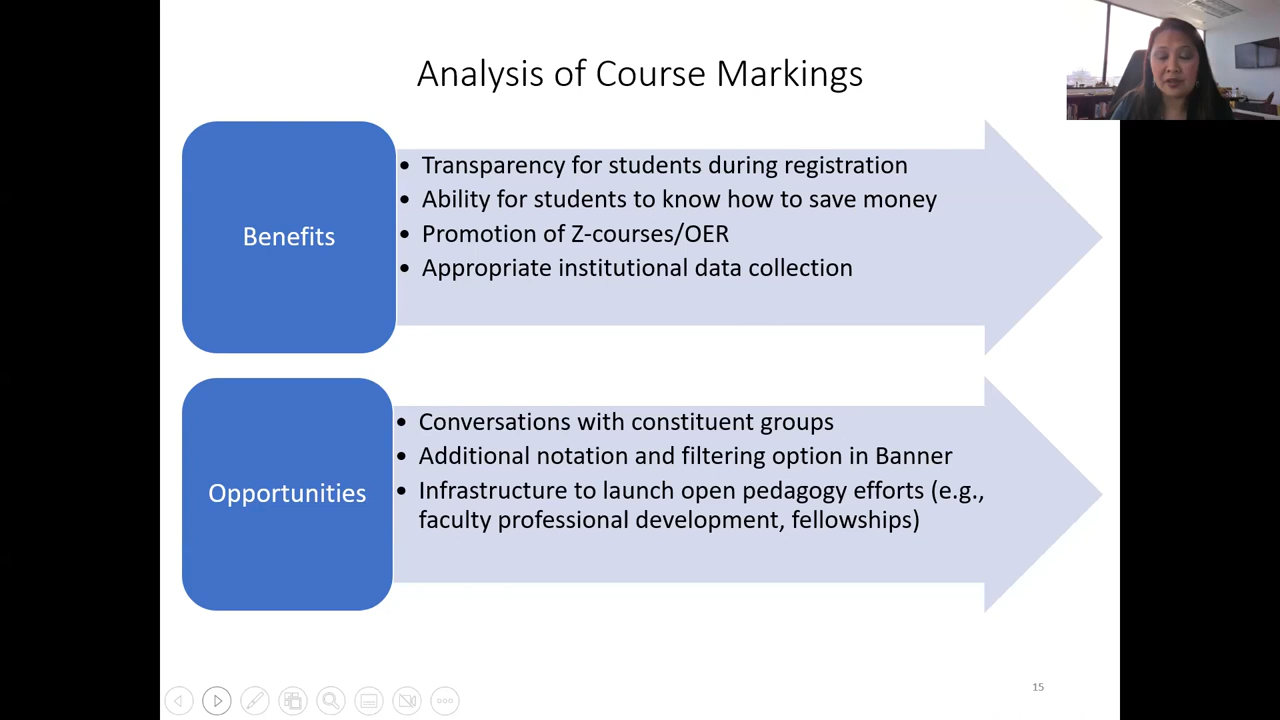 Analysis of Course Markings
Benefits
• Transparency for students during registration
• Ability for students to know how to save money
• Promotion of Z-courses/OER
• Appropriate institutional data collection
Opportunities
• Conversations with constituent groups
• Additional notation and filtering option in Banner
• Infrastructure to launch open pedagogy efforts (e.g.,
faculty professional development, fellowships)
15